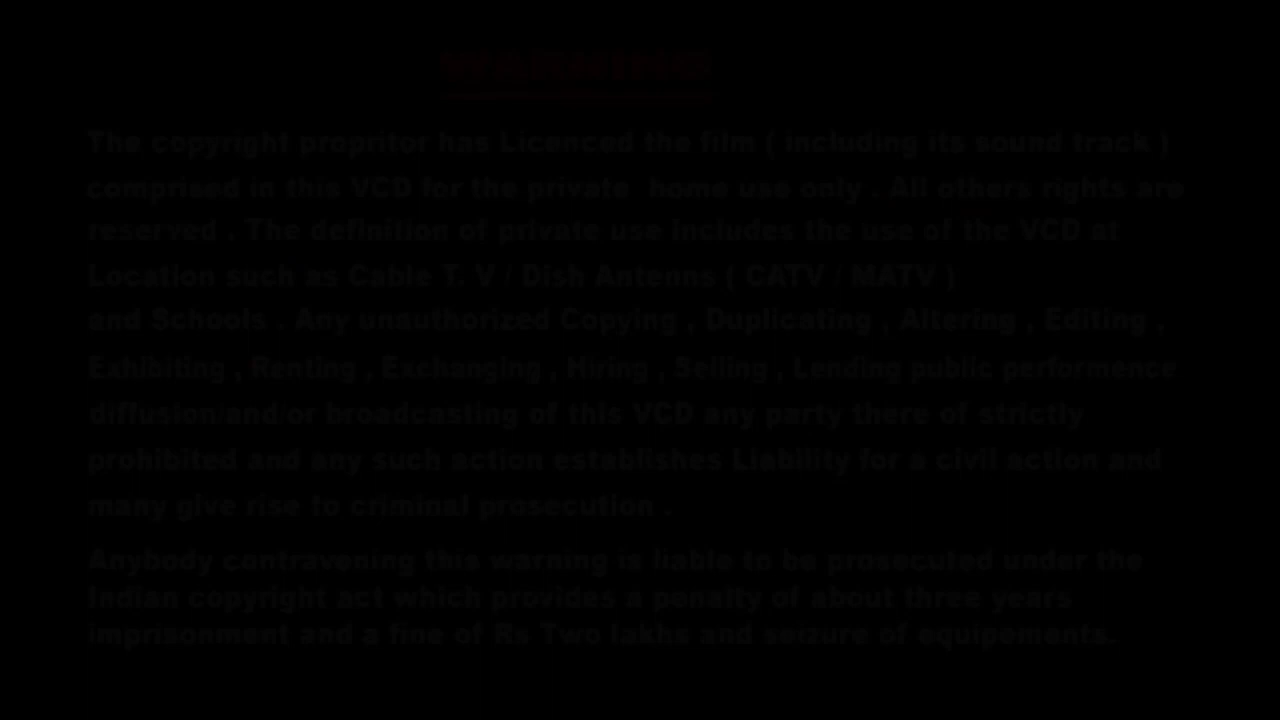 The copyright propritor has Licenced the film ( including its sound track )
comprised in this VCD for the private home use only . All others rights are
reserved . The definition of private use includes the use of the VCD at
Location such as Cable T. V / Dish Antenns ( CATV / MATV )
and Schools . Any unauthorized Copying , Duplicating , Altering , Editing ,
Exhibiting , Renting , Exchanging , Hiring , Selling , Lending public performence
diffusion/and/or broadcasting of this VCD any party there of strictly
prohibited and any such action establishes Liability for a civil action and
many give rise to criminal prosecution .
Anybody contravening this warning is liable to be prosecuted under the
Indian copyright act which provides a penalty of about three years
imprisonment and a fine of Rs Two lakhs and seizure of equipements.